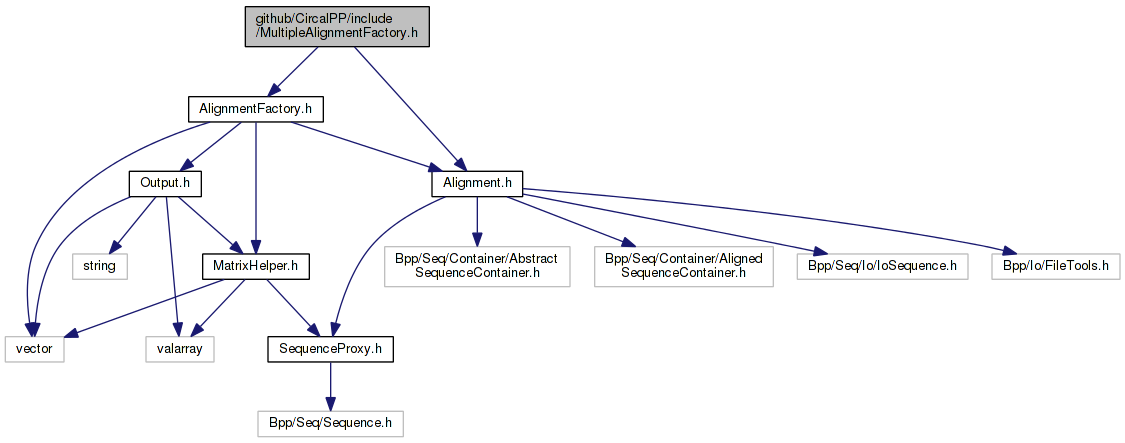 github/CircalPP/include
/MultipleAlignmentFactory.h
AlignmentFactory.h
Output.h
Alignment.h
string
MatrixHelper.h
Bpp/Seq/Container/Abstract
SequenceContainer.h
Bpp/Seq/Container/Aligned
SequenceContainer.h
Bpp/Seq/Io/IoSequence.h
Bpp/Io/FileTools.h
vector
valarray
SequenceProxy.h
Bpp/Seq/Sequence.h